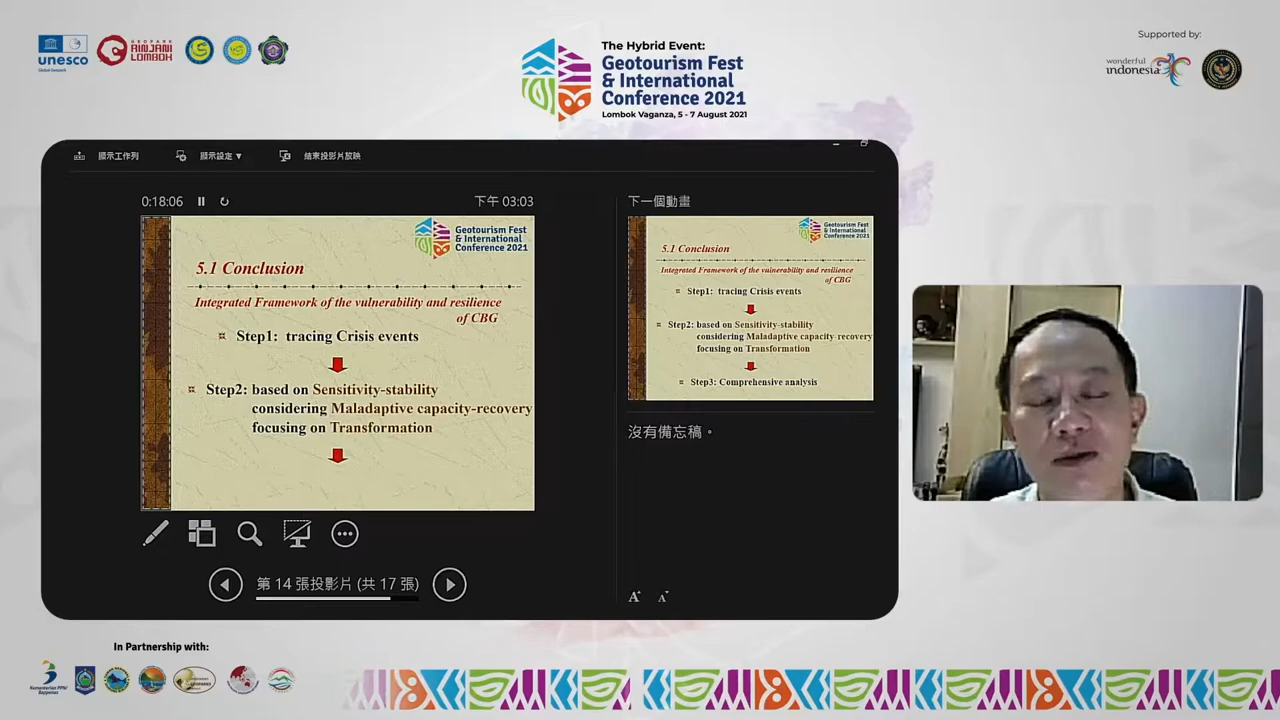 unesco
Global Geopark
GEOPARK
RINJANI
LOMBOK
The Hybrid Event:
Geotourism Fest
& International
Conference 2021
Lombok Vaganza, 5 - 7 August 2021
Supported by:
wonderful
indonesia
顯示工作列
顯示設定 ▼
結束投影片放映
0:18:06
下午 03:03
Geotourism Fest
& International
Conference 2021
5.1 Conclusion
Integrated Framework of the vulnerability and resilience
of CBG
Step1: tracing Crisis events
Step2: based on Sensitivity-stability
considering Maladaptive capacity-recovery
focusing on Transformation
第 14 張投影片 (共 17 張)
下一個動畫
Geotourism Fest
& International
Conference 2021
5.1 Conclusion
Integrated Framework of the vulnerability and resilience
of CBG
Step1: tracing Crisis events
Step2: based on Sensitivity-stability
considering Maladaptive capacity-recovery
focusing on Transformation
Step3: Comprehensive analysis
沒有備忘稿。
A A
In Partnership with:
Kementerian PPN/
Bappenas